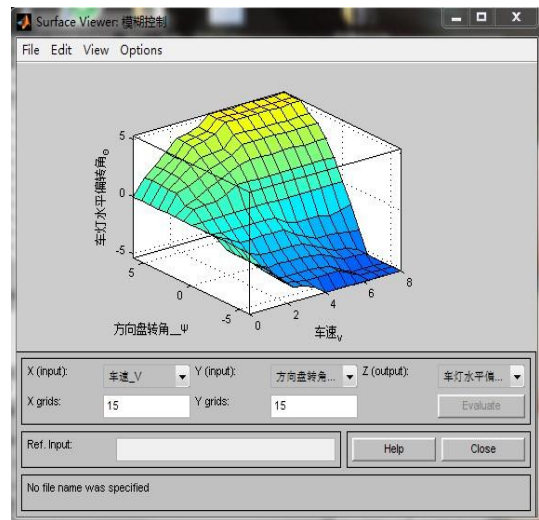 Surface Viewer: 模糊控制
File Edit View Options
5
0
-5
车灯水平偏转角Θ
5
0
-5
方向盘转角__Ψ
0
2
4
6
8
车速v
X (input): 车速_V Y (input): 方向盘转角... Z (output): 车灯水平偏...
X grids: 15 Y grids: 15 Evaluate
Ref. Input: Help Close
No file name was specified